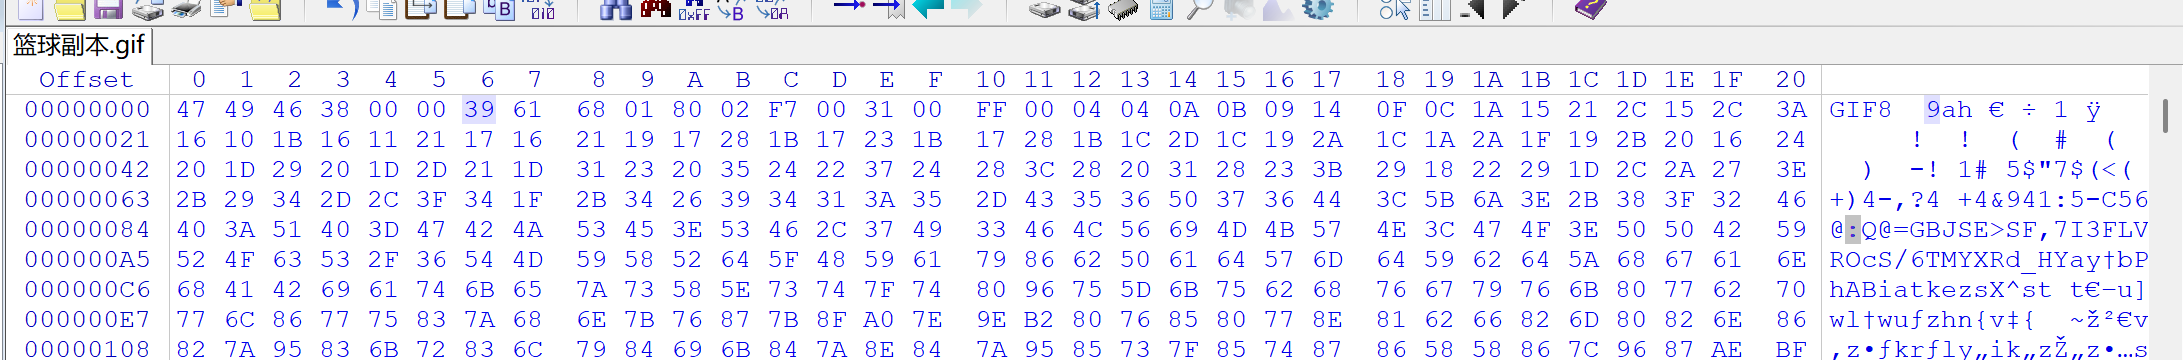 篮球副本.gif
Offset 0 1 2 3 4 5 6 7 8 9 A B C D E F 10 11 12 13 14 15 16 17 18 19 1A 1B 1C 1D 1E 1F 20
00000000 47 49 46 38 00 00 39 61 68 01 80 02 F7 00 31 00 FF 00 04 04 0A 0B 09 14 0F 0C 1A 15 21 2C 15 2C 3A GIF8 9ah € ÷ 1 ÿ
00000021 16 10 1B 16 11 21 17 16 21 19 17 28 1B 17 23 1B 17 28 1B 1C 2D 1C 19 2A 1C 1A 2A 1F 19 2B 20 16 24 ! ! ( # (
00000042 20 1D 29 20 1D 2D 21 1D 31 23 20 35 24 22 37 24 28 3C 28 20 31 28 23 3B 29 18 22 29 1D 2C 2A 27 3E ) -! 1# 5$"7$(<(
00000063 2B 29 34 2D 2C 3F 34 1F 2B 34 26 39 34 31 3A 35 2D 43 35 36 50 37 36 44 3C 5B 6A 3E 2B 38 3F 32 46 +)4-,?4 +4&941:5-C56
00000084 40 3A 51 40 3D 47 42 4A 53 45 3E 53 46 2C 37 49 33 46 4C 56 69 4D 4B 57 4E 3C 47 4F 3E 50 50 42 59 @:Q@=GBJSE>SF,7I3FLV
000000A5 52 4F 63 53 2F 36 54 4D 59 58 52 64 5F 48 59 61 79 86 62 50 61 64 57 6D 64 59 62 64 5A 68 67 61 6E ROcS/6TMYXRd_HYay†bP
000000C6 68 41 42 69 61 74 6B 65 7A 73 58 5E 73 74 7F 74 80 96 75 5D 6B 75 62 68 76 67 79 76 6B 80 77 62 70 hABiatkezsX^st t€–u]
000000E7 77 6C 86 77 75 83 7A 68 6E 7B 76 87 7B 8F A0 7E 9E B2 80 76 85 80 77 8E 81 62 66 82 6D 80 82 6E 86 wl†wuƒzhn{v‡{ ~ž²€v
00000108 82 7A 95 83 6B 72 83 6C 79 84 69 6B 84 7A 8E 84 7A 95 85 73 7F 85 74 87 86 58 58 86 7C 96 87 AE BF ‚z•ƒkrƒly„ik„zŽ„z•…s